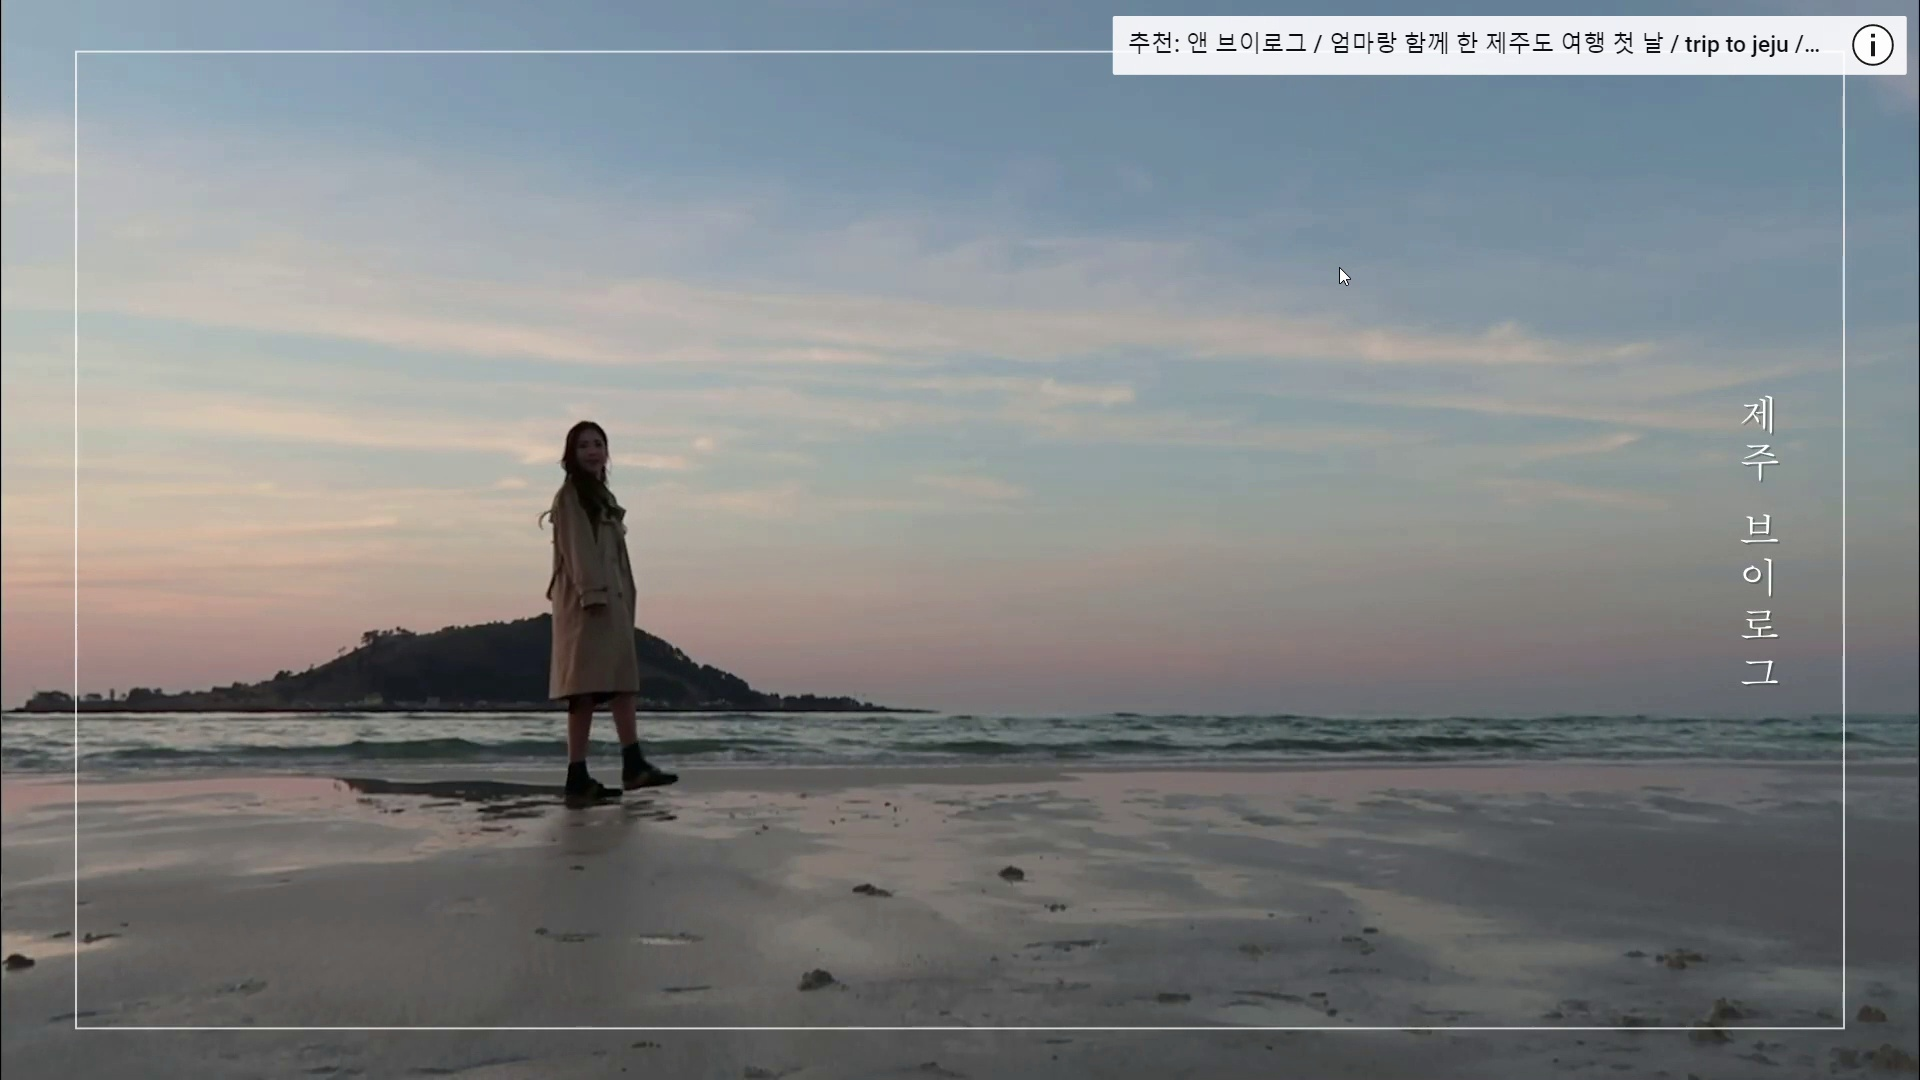 추천: 앤 브이로그 / 엄마랑 함께 한 제주도 여행 첫 날 / trip to jeju /...
제주 브이로그